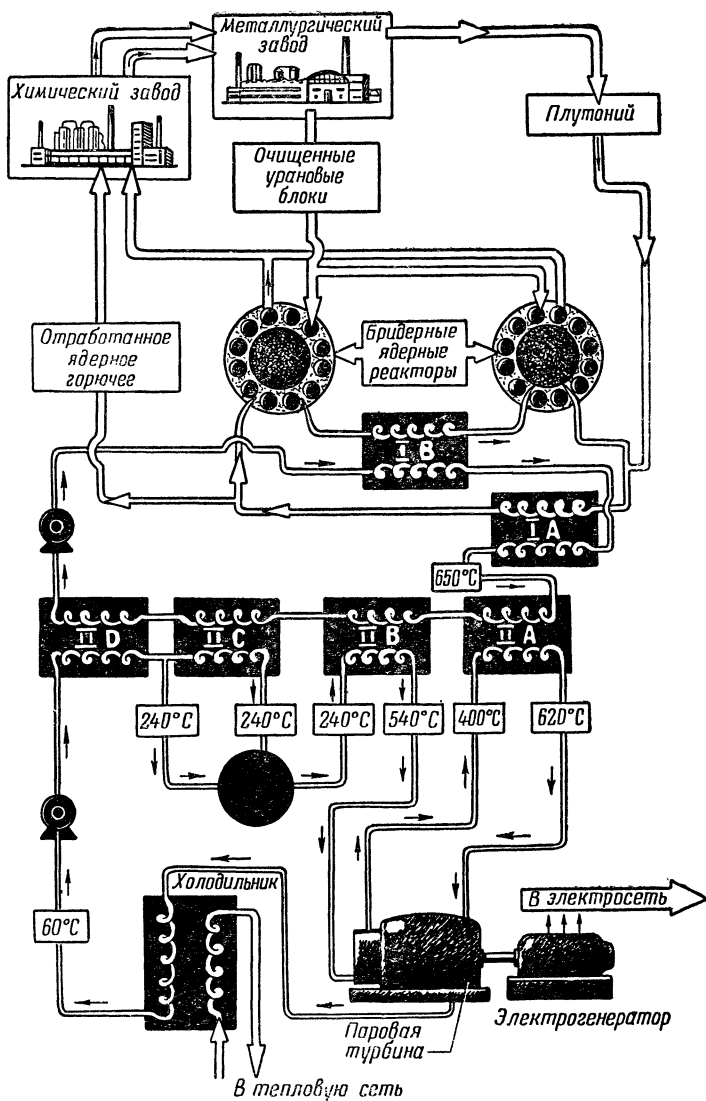 Металлургический
завод
Химический завод
Плутоний
Очищенные
урановые
блоки
Отработанное
ядерное
горючее
Бридерные
ядерные
реакторы
I B
I A
650°C
II D
II C
II B
II A
240°C
240°C
240°C
540°C
400°C
620°C
Холодильник
60°C
В электросеть
Паровая
турбина
Электрогенератор
В тепловую сеть